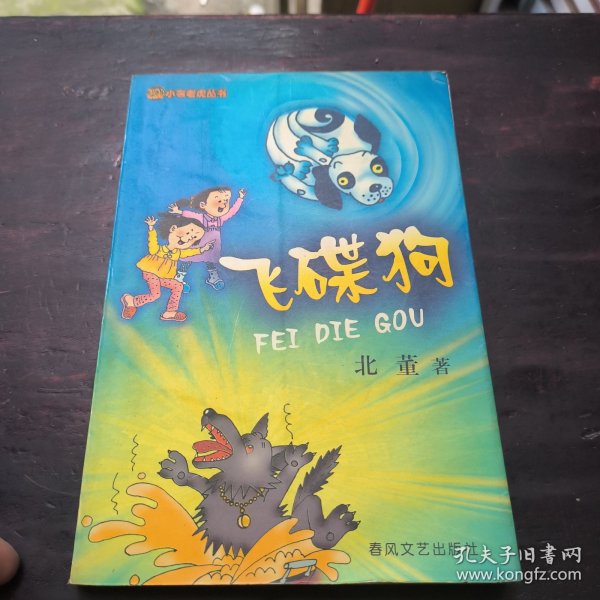 小布老虎丛书
飞碟狗
FEI DIE GOU
北董 著
春风文艺出版社
孔夫子旧书网
www.kongfz.com